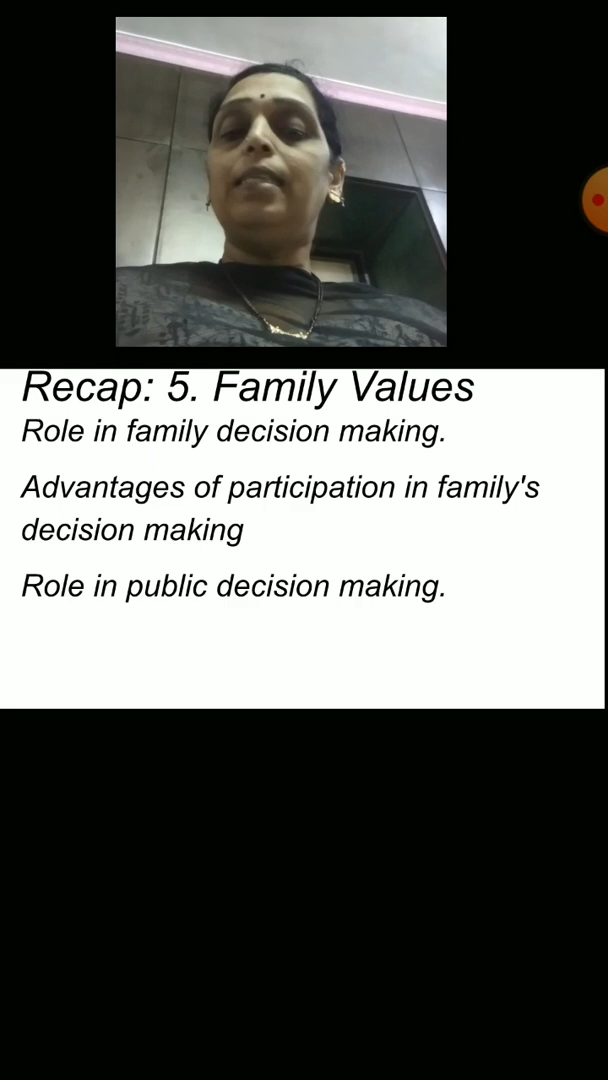 Recap: 5. Family Values
Role in family decision making.
Advantages of participation in family's
decision making
Role in public decision making.